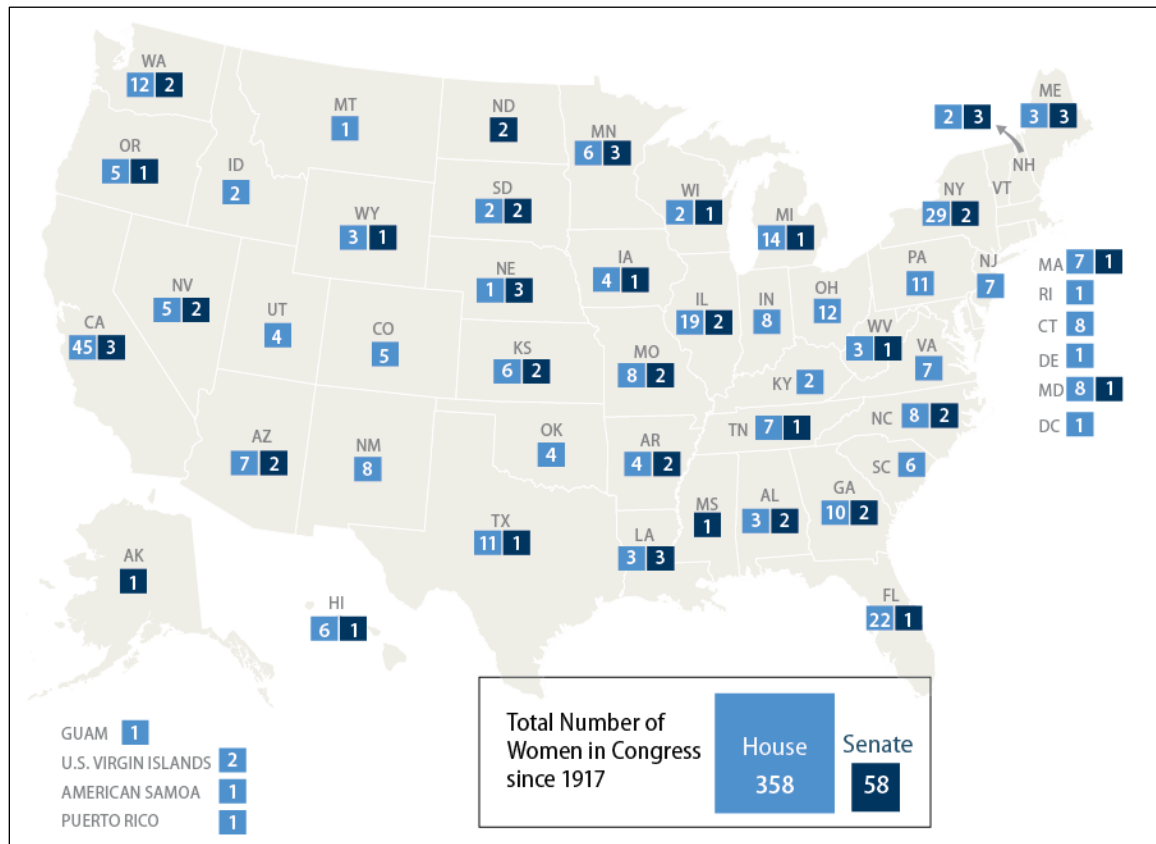 WA
12 2
MT
1
ND
2
MN
6 3
2 3
ME
3 3
NH
VT
OR
5 1
ID
2
SD
2 2
WI
2 1
MI
14 1
NY
29 2
WY
3 1
NE
1 3
IA
4 1
PA
11
NJ
7
MA 7 1
RI 1
CT 8
DE 1
MD 8 1
DC 1
NV
5 2
UT
4
CO
5
CA
45 3
IL
19 2
IN
8
OH
12
WV
3 1
VA
7
KS
6 2
MO
8 2
KY 2
AZ
7 2
NM
8
OK
4
AR
4 2
TN 7 1
NC 8 2
SC 6
TX
11 1
LA
3 3
MS
1
AL
3 2
GA
10 2
AK
1
HI
6 1
FL
22 1
GUAM 1
U.S. VIRGIN ISLANDS 2
AMERICAN SAMOA 1
PUERTO RICO 1
Total Number of
Women in Congress
since 1917
House
358
Senate
58